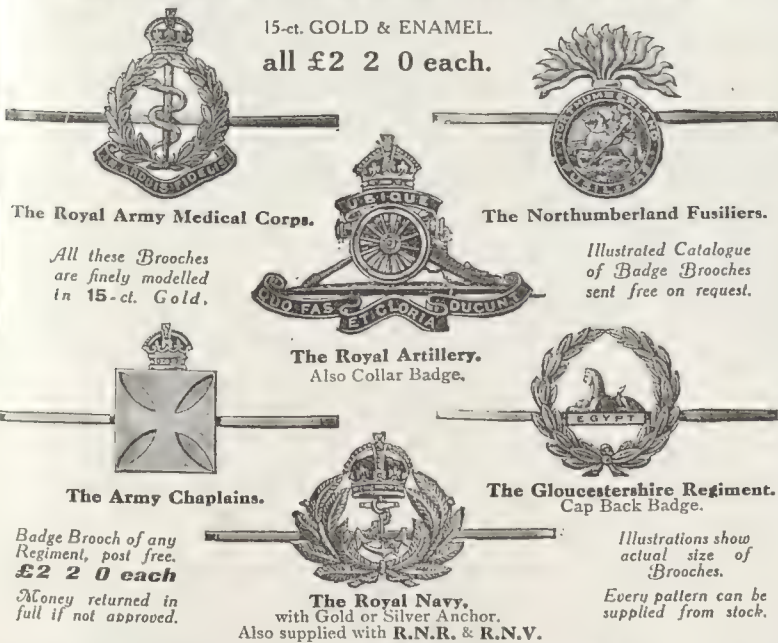 15-ct. GOLD & ENAMEL.
all £2 2 0 each.
IN ARDUIS FIDELIS
The Royal Army Medical Corps.
NORTHUMBERLAND
FUSILIERS
The Northumberland Fusiliers.
All these Brooches
are finely modelled
in 15-ct. Gold.
UBIQUE
QUO FAS ET GLORIA DUCUNT
The Royal Artillery.
Also Collar Badge.
Illustrated Catalogue
of Badge Brooches
sent free on request.
The Army Chaplains.
EGYPT
The Gloucestershire Regiment.
Cap Back Badge.
Badge Brooch of any
Regiment, post free.
£2 2 0 each
Money returned in
full if not approved.
The Royal Navy,
with Gold or Silver Anchor.
Also supplied with R.N.R. & R.N.V.
Illustrations show
actual size of
Brooches.
Every pattern can be
supplied from stock.